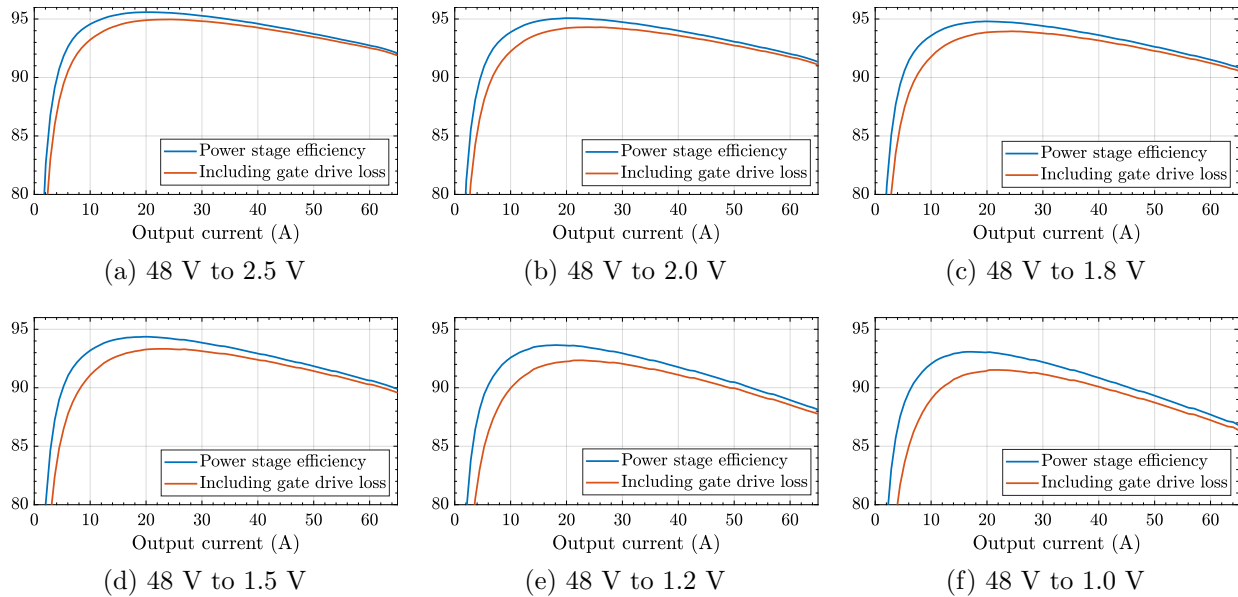 95
90
85
80
Power stage efficiency
Including gate drive loss
0 10 20 30 40 50 60
Output current (A)
(a) 48 V to 2.5 V
95
90
85
80
Power stage efficiency
Including gate drive loss
0 10 20 30 40 50 60
Output current (A)
(b) 48 V to 2.0 V
95
90
85
80
Power stage efficiency
Including gate drive loss
0 10 20 30 40 50 60
Output current (A)
(c) 48 V to 1.8 V
95
90
85
80
Power stage efficiency
Including gate drive loss
0 10 20 30 40 50 60
Output current (A)
(d) 48 V to 1.5 V
95
90
85
80
Power stage efficiency
Including gate drive loss
0 10 20 30 40 50 60
Output current (A)
(e) 48 V to 1.2 V
95
90
85
80
Power stage efficiency
Including gate drive loss
0 10 20 30 40 50 60
Output current (A)
(f) 48 V to 1.0 V